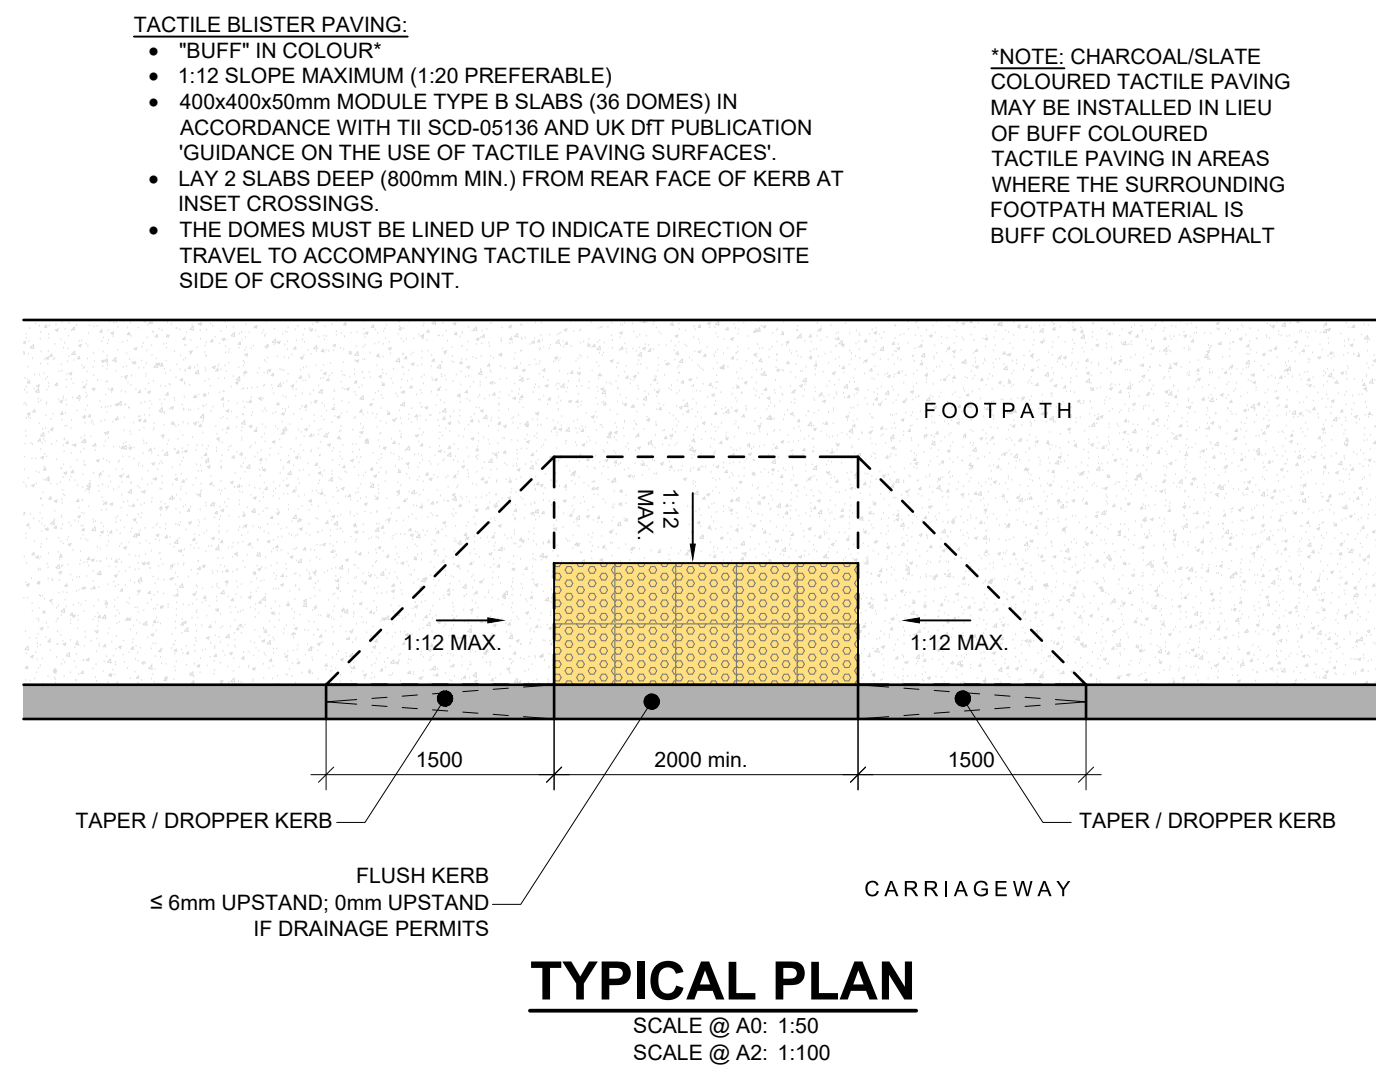 TACTILE BLISTER PAVING:
• "BUFF" IN COLOUR*
• 1:12 SLOPE MAXIMUM (1:20 PREFERABLE)
• 400x400x50mm MODULE TYPE B SLABS (36 DOMES) IN
ACCORDANCE WITH TII SCD-05136 AND UK DfT PUBLICATION
'GUIDANCE ON THE USE OF TACTILE PAVING SURFACES'.
• LAY 2 SLABS DEEP (800mm MIN.) FROM REAR FACE OF KERB AT
INSET CROSSINGS.
• THE DOMES MUST BE LINED UP TO INDICATE DIRECTION OF
TRAVEL TO ACCOMPANYING TACTILE PAVING ON OPPOSITE
SIDE OF CROSSING POINT.
*NOTE: CHARCOAL/SLATE
COLOURED TACTILE PAVING
MAY BE INSTALLED IN LIEU
OF BUFF COLOURED
TACTILE PAVING IN AREAS
WHERE THE SURROUNDING
FOOTPATH MATERIAL IS
BUFF COLOURED ASPHALT
FOOTPATH
1:12
MAX.
1:12 MAX.
1:12 MAX.
1500
2000 min.
1500
TAPER / DROPPER KERB
TAPER / DROPPER KERB
FLUSH KERB
≤ 6mm UPSTAND; 0mm UPSTAND
IF DRAINAGE PERMITS
CARRIAGEWAY
TYPICAL PLAN
SCALE @ A0: 1:50
SCALE @ A2: 1:100